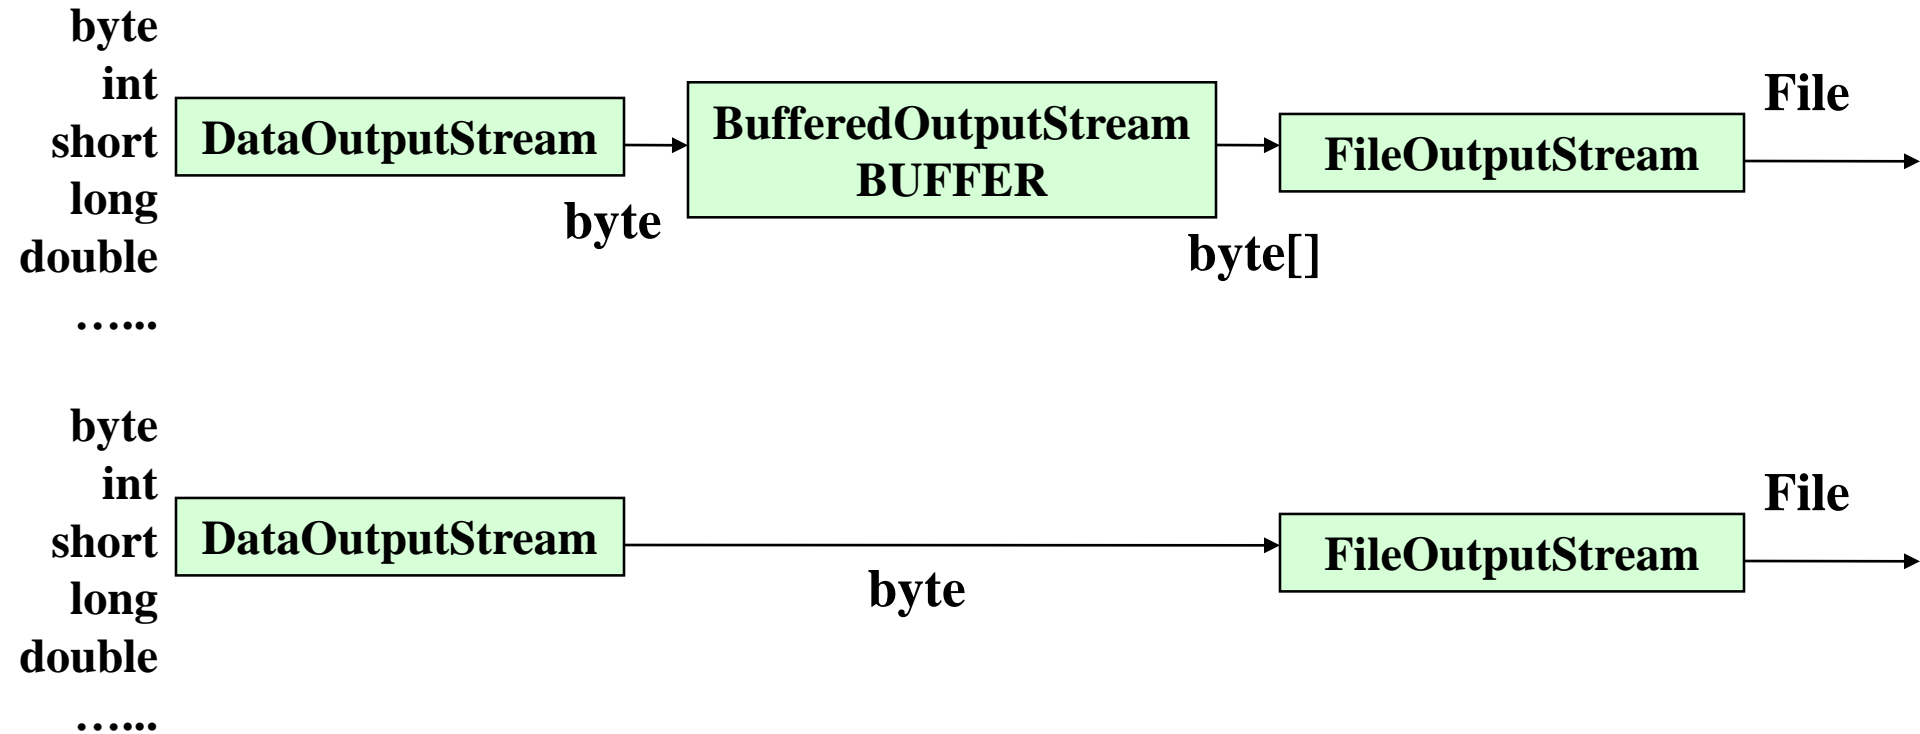 byte
int
short
long
double
…...
DataOutputStream
byte
BufferedOutputStream
BUFFER
byte[]
FileOutputStream
File
byte
int
short
long
double
…...
DataOutputStream
byte
FileOutputStream
File